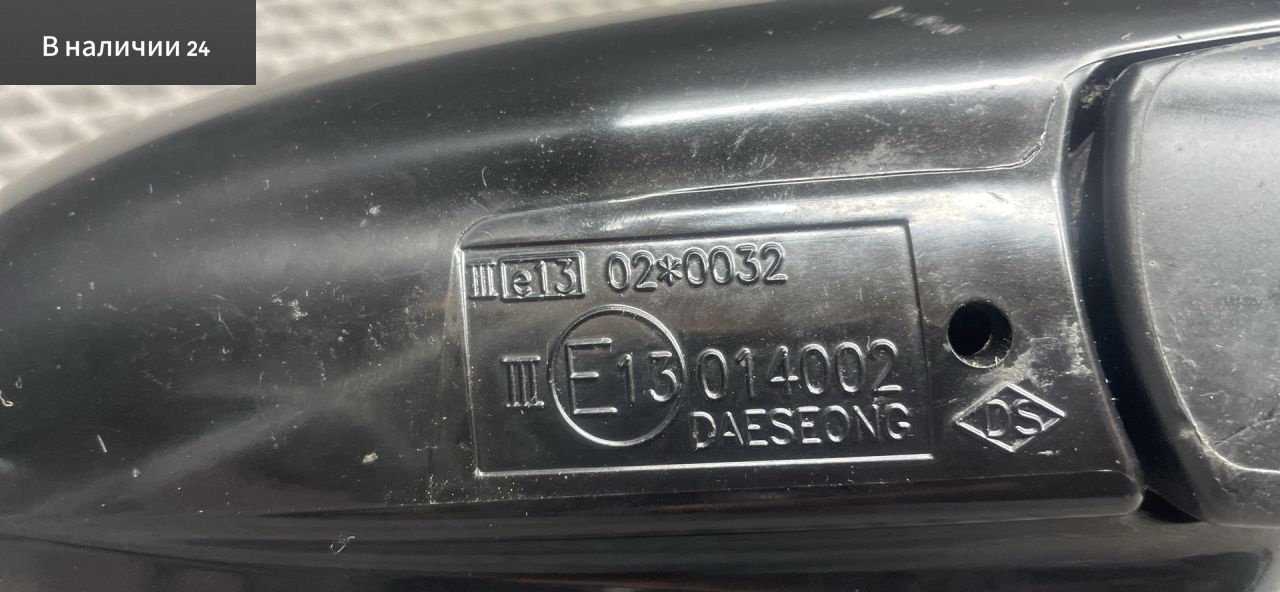 В наличии 24
III e13 02*0032
III E13 014002
DAESEONG
DS